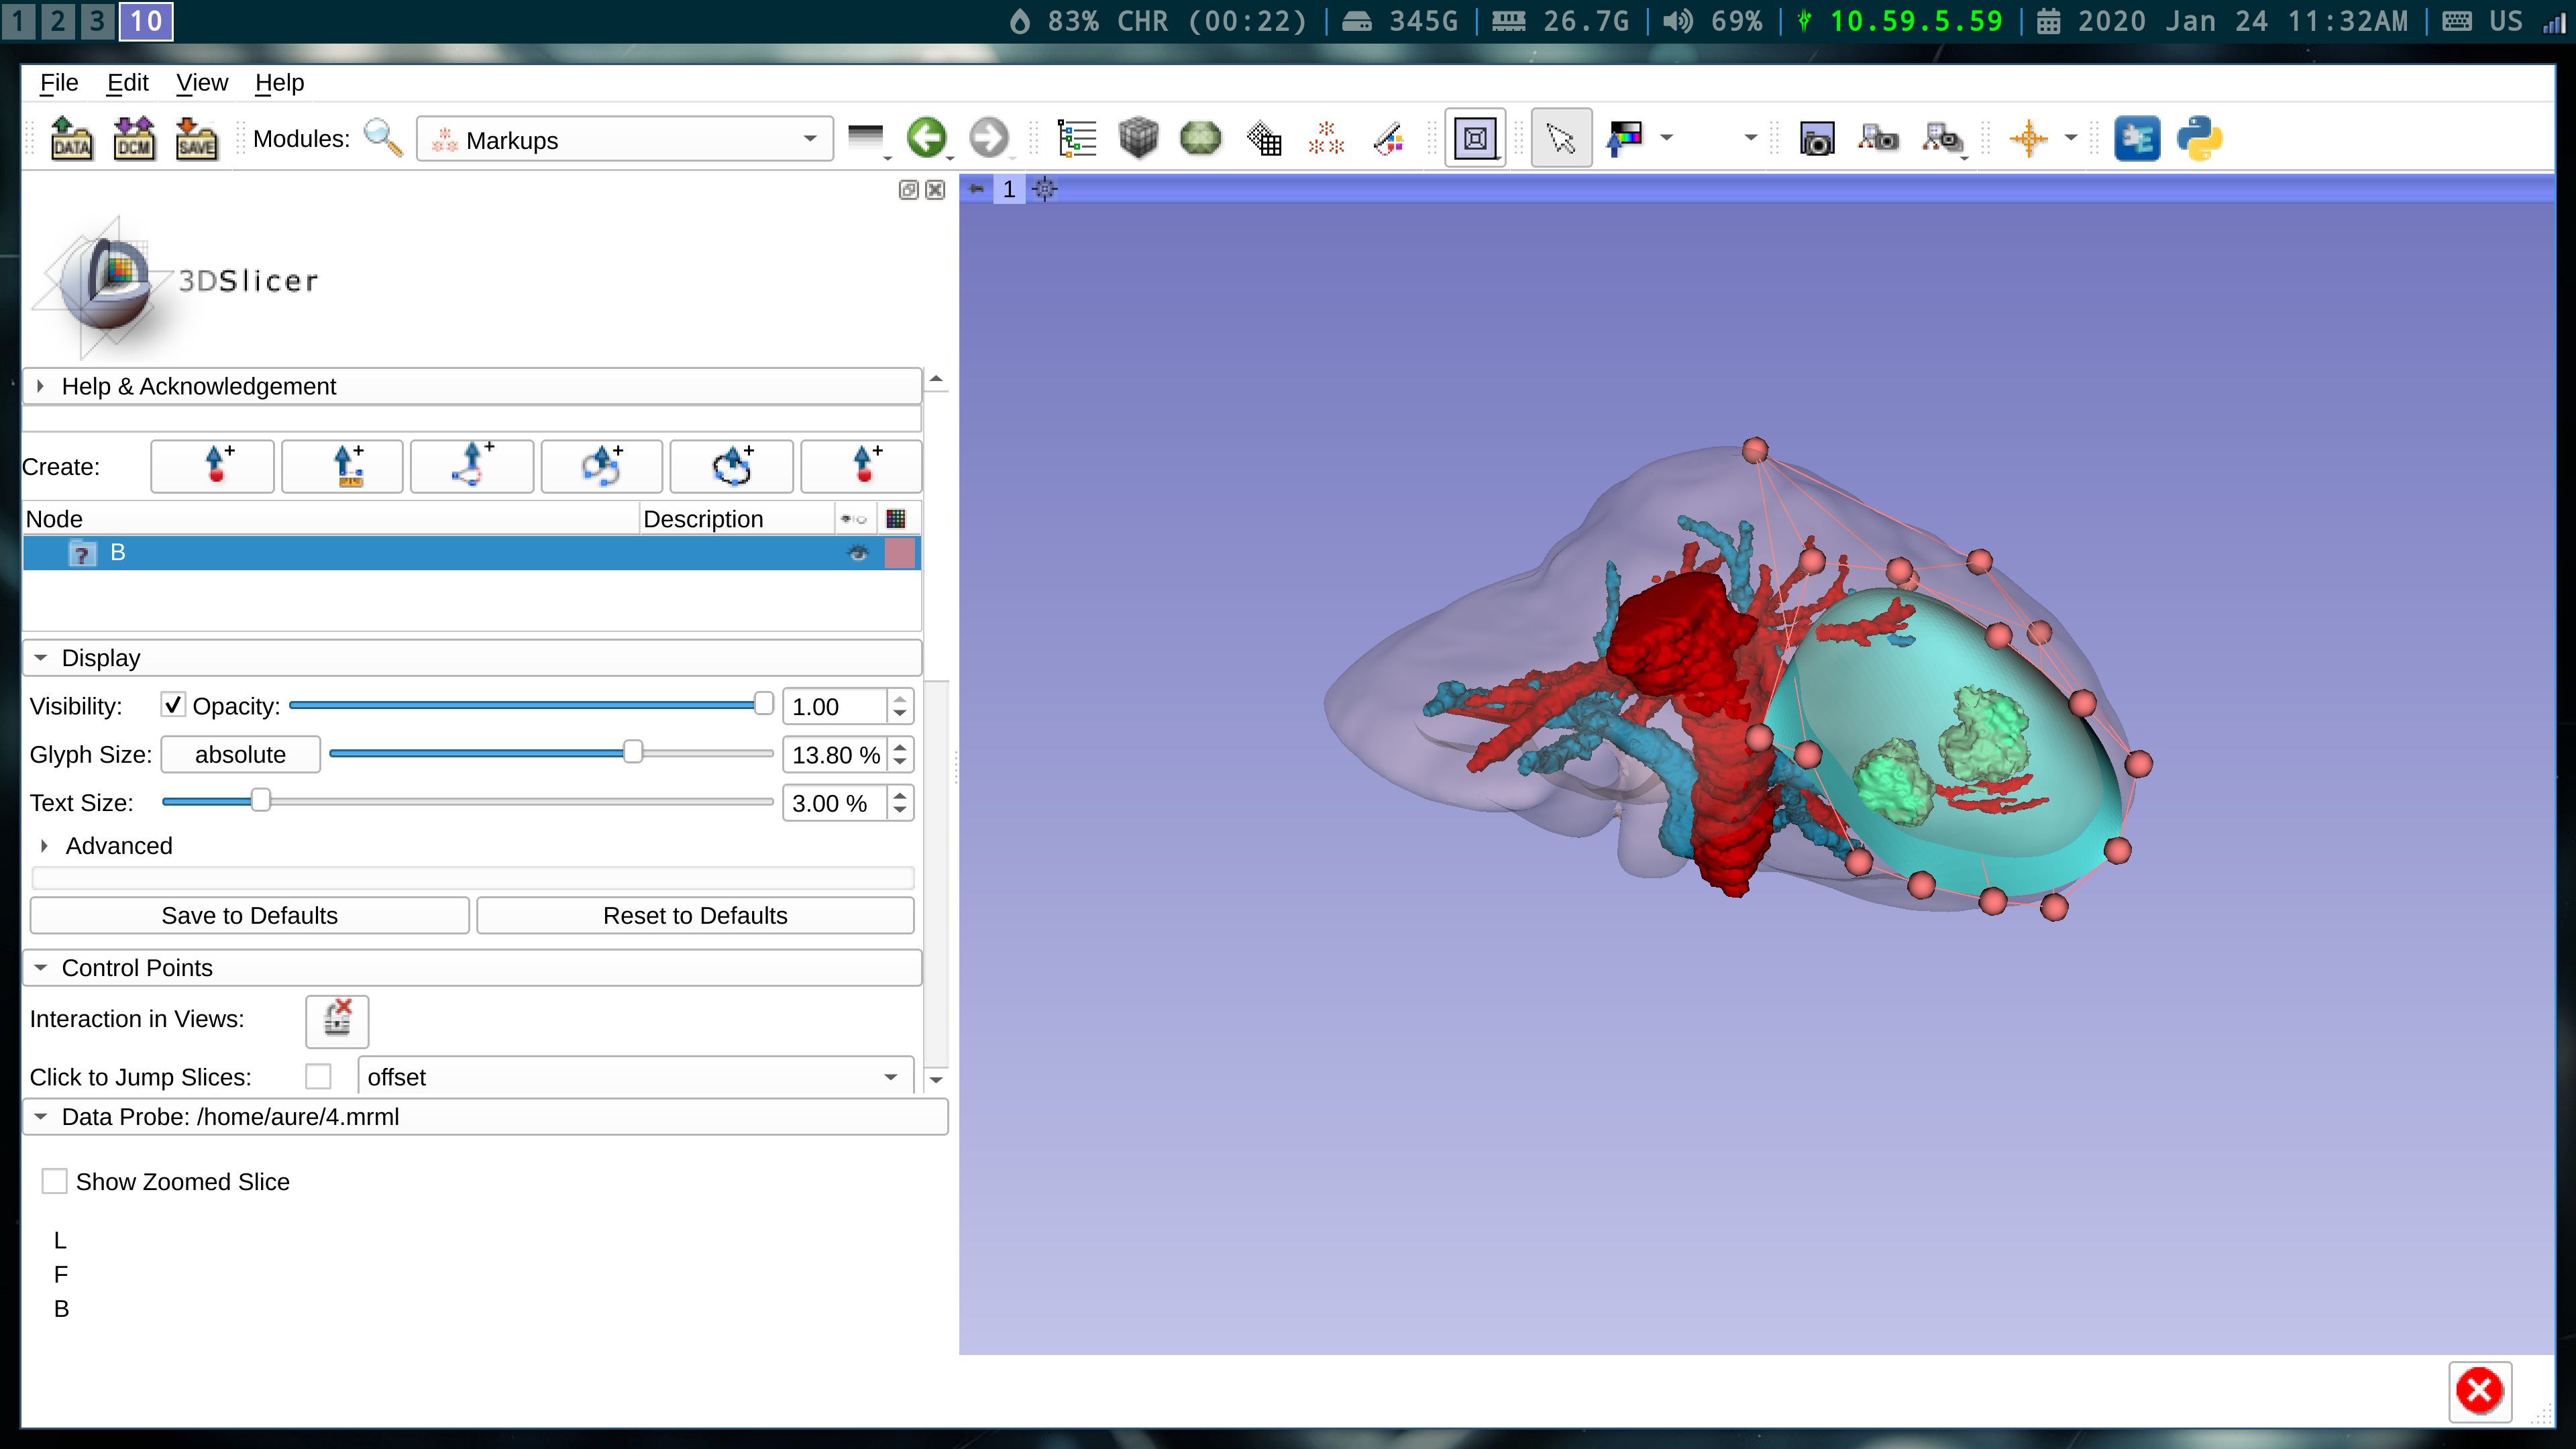 1 2 3 10 83% CHR (00:22) 345G 26.7G 69% 10.59.5.59 2020 Jan 24 11:32AM US
File Edit View Help
DATA DCM SAVE Modules: Markups
1
3DSlicer
Help & Acknowledgement
Create:
Node Description
B
Display
Visibility: Opacity: 1.00
Glyph Size: absolute 13.80 %
Text Size: 3.00 %
Advanced
Save to Defaults Reset to Defaults
Control Points
Interaction in Views:
Click to Jump Slices: offset
Data Probe: /home/aure/4.mrml
Show Zoomed Slice
L
F
B